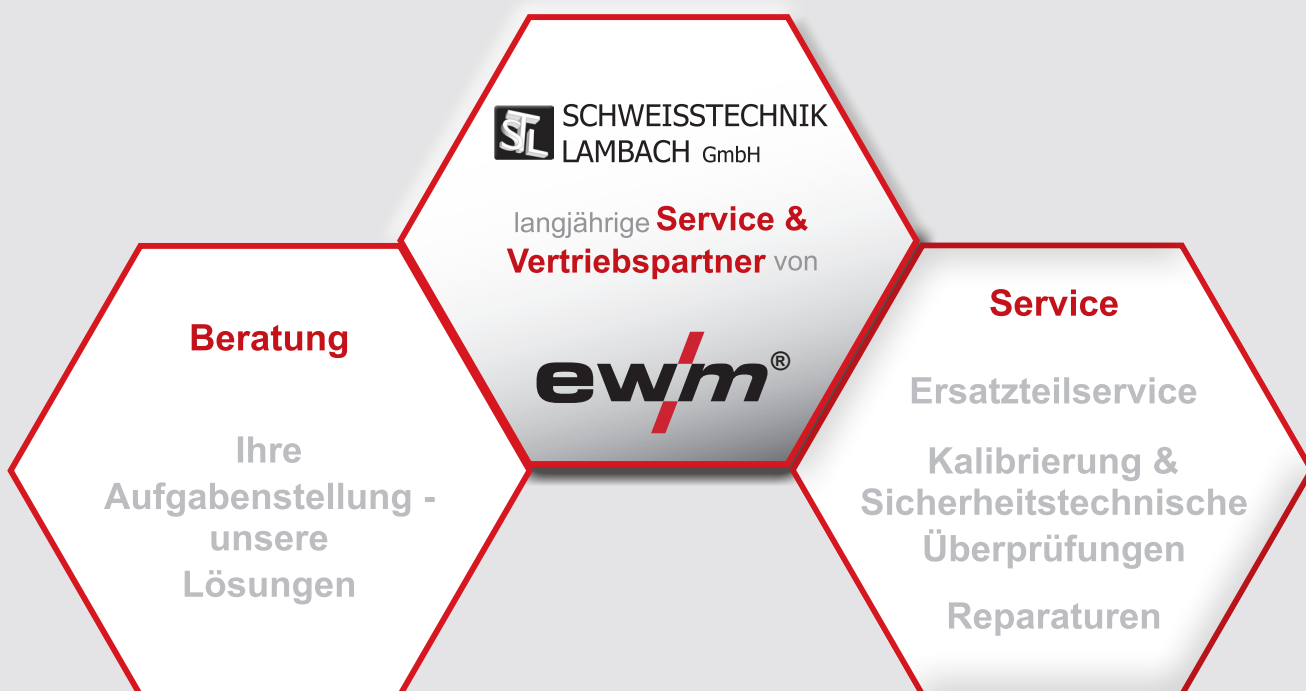 STL
SCHWEISSTECHNIK
LAMBACH GmbH
langjährige Service &
Vertriebspartner von
ewm®
Beratung
Ihre
Aufgabenstellung -
unsere
Lösungen
Service
Ersatzteilservice
Kalibrierung &
Sicherheitstechnische
Überprüfungen
Reparaturen